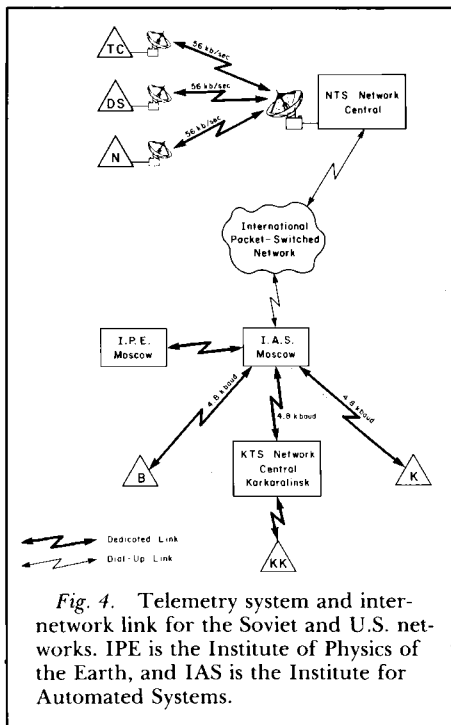 TC
56 kb/sec
DS
56 kb/sec
N
56 kb/sec
NTS Network
Central
International
Packet-Switched
Network
I.P.E.
Moscow
I.A.S.
Moscow
4.8 kbaud
4.8 kbaud
4.8 kbaud
B
KTS Network
Central
Karkaralinsk
K
KK
Dedicated Link
Dial-Up Link
Fig. 4. Telemetry system and inter-
network link for the Soviet and U.S. net-
works. IPE is the Institute of Physics of
the Earth, and IAS is the Institute for
Automated Systems.